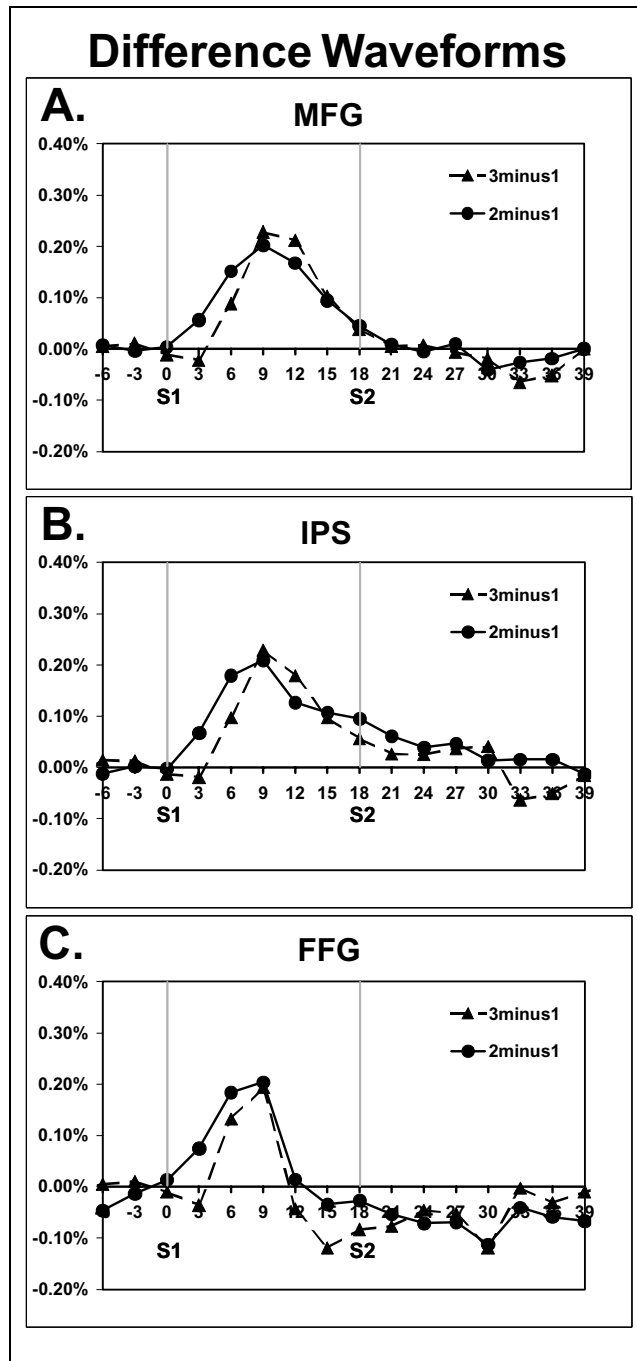 Difference Waveforms
A.
MFG
0.40%
0.30%
0.20%
0.10%
0.00%
-0.10%
-0.20%
3minus1
2minus1
-6 -3 0 3 6 9 12 15 18 21 24 27 30 33 36 39
S1 S2
B.
IPS
0.40%
0.30%
0.20%
0.10%
0.00%
-0.10%
-0.20%
3minus1
2minus1
-6 -3 0 3 6 9 12 15 18 21 24 27 30 33 36 39
S1 S2
C.
FFG
0.40%
0.30%
0.20%
0.10%
0.00%
-0.10%
-0.20%
3minus1
2minus1
-6 -3 0 3 6 9 12 15 18 21 24 27 30 33 36 39
S1 S2